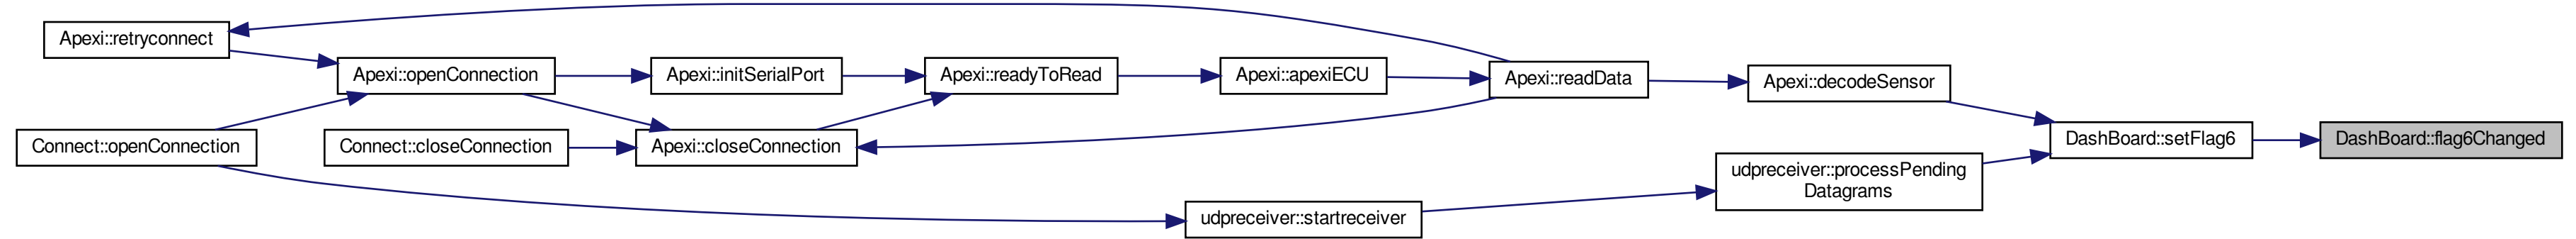 Apexi::retryconnect
Apexi::openConnection
Apexi::initSerialPort
Apexi::readyToRead
Apexi::apexiECU
Apexi::readData
Apexi::decodeSensor
Connect::openConnection
Connect::closeConnection
Apexi::closeConnection
DashBoard::setFlag6
DashBoard::flag6Changed
udpreceiver::processPending
Datagrams
udpreceiver::startreceiver